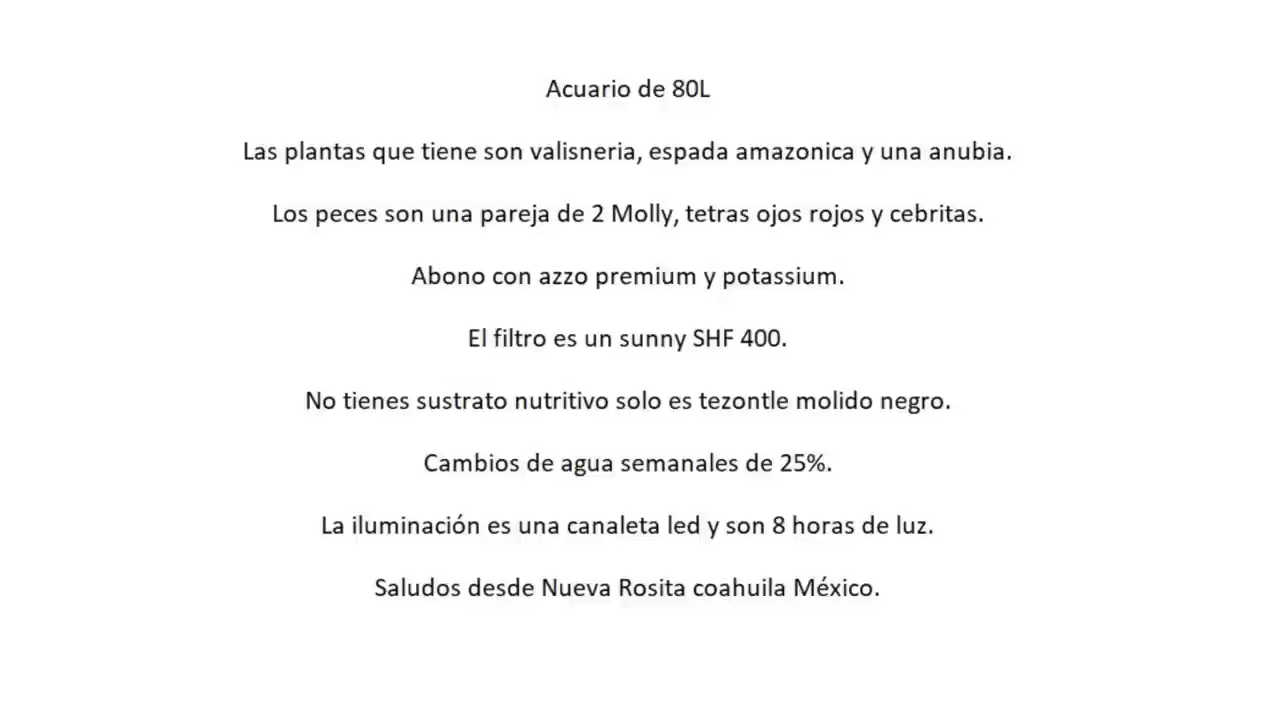 Acuario de 80L
Las plantas que tiene son valisneria, espada amazonica y una anubia.
Los peces son una pareja de 2 Molly, tetras ojos rojos y cebritas.
Abono con azzo premium y potassium.
El filtro es un sunny SHF 400.
No tienes sustrato nutritivo solo es tezontle molido negro.
Cambios de agua semanales de 25%.
La iluminación es una canaleta led y son 8 horas de luz.
Saludos desde Nueva Rosita coahuila México.